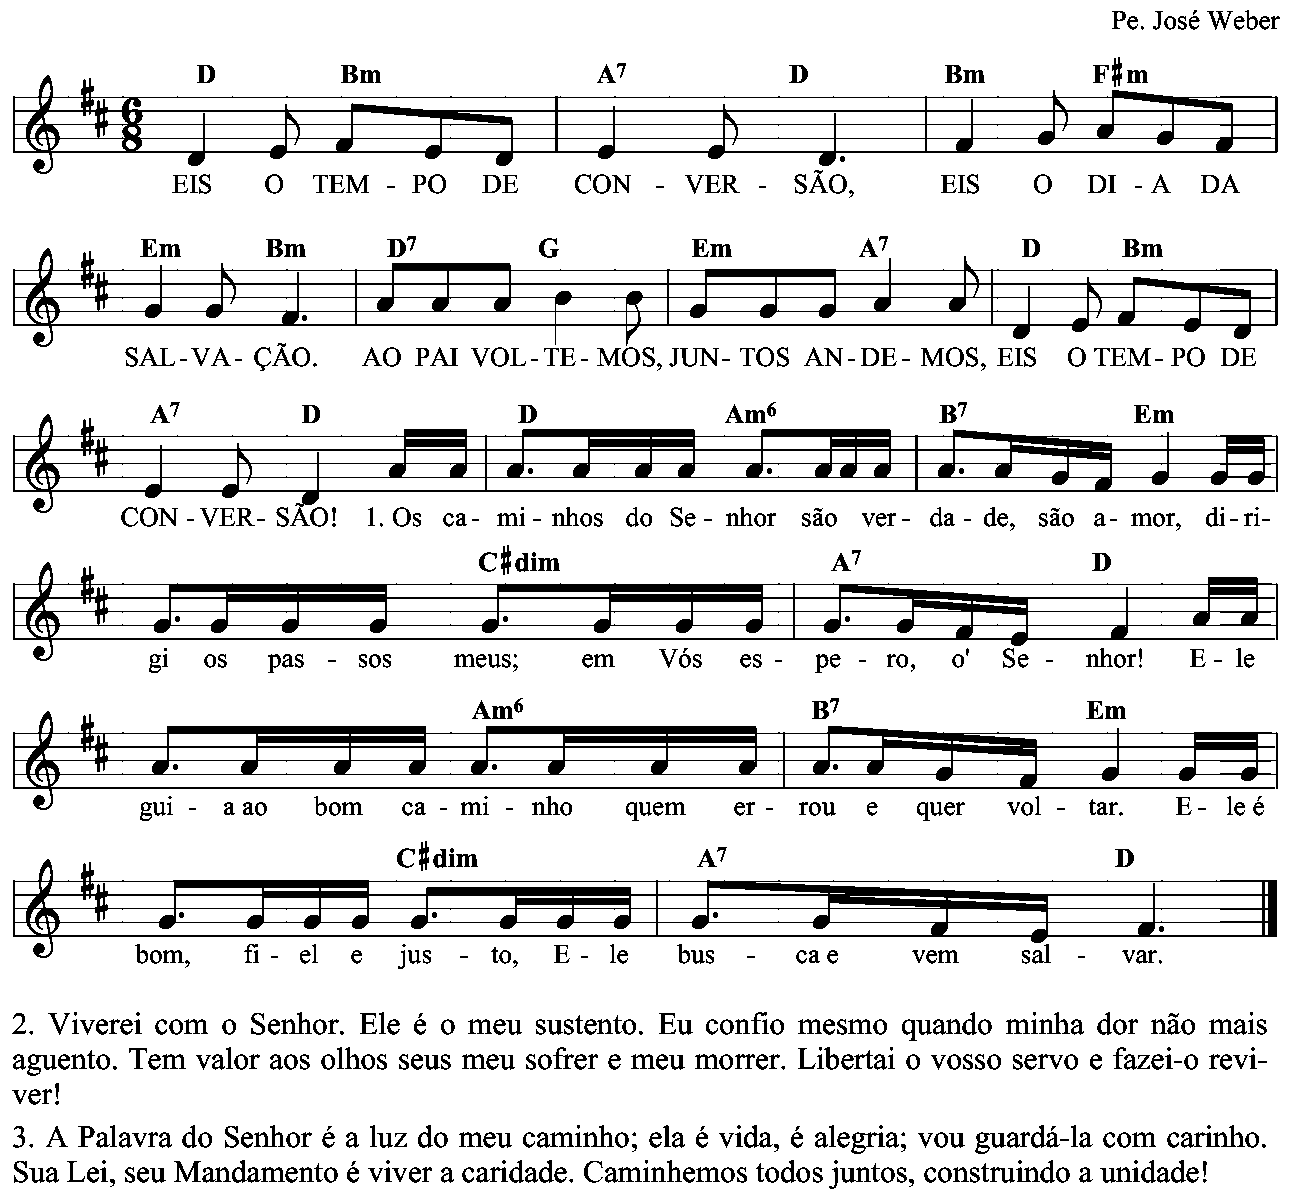 Pe. José Weber
D Bm A7 D Bm F#m
6
8
EIS O TEM - PO DE CON - VER - SÃO, EIS O DI - A DA
Em Bm D7 G Em A7 D Bm
SAL - VA - ÇÃO. AO PAI VOL - TE - MOS, JUN - TOS AN - DE - MOS, EIS O TEM - PO DE
A7 D D Am6 B7 Em
CON - VER - SÃO! 1. Os ca - mi - nhos do Se - nhor são ver - da - de, são a - mor, di - ri -
C#dim A7 D
gi os pas - sos meus; em Vós es - pe - ro, o' Se - nhor! E - le
Am6 B7 Em
gui - a ao bom ca - mi - nho quem er - rou e quer vol - tar. E - le é
C#dim A7 D
bom, fi - el e jus - to, E - le bus - ca e vem sal - var.
2. Viverei com o Senhor. Ele é o meu sustento. Eu confio mesmo quando minha dor não mais
aguento. Tem valor aos olhos seus meu sofrer e meu morrer. Libertai o vosso servo e fazei-o revi-
ver!
3. A Palavra do Senhor é a luz do meu caminho; ela é vida, é alegria; vou guardá-la com carinho.
Sua Lei, seu Mandamento é viver a caridade. Caminhemos todos juntos, construindo a unidade!